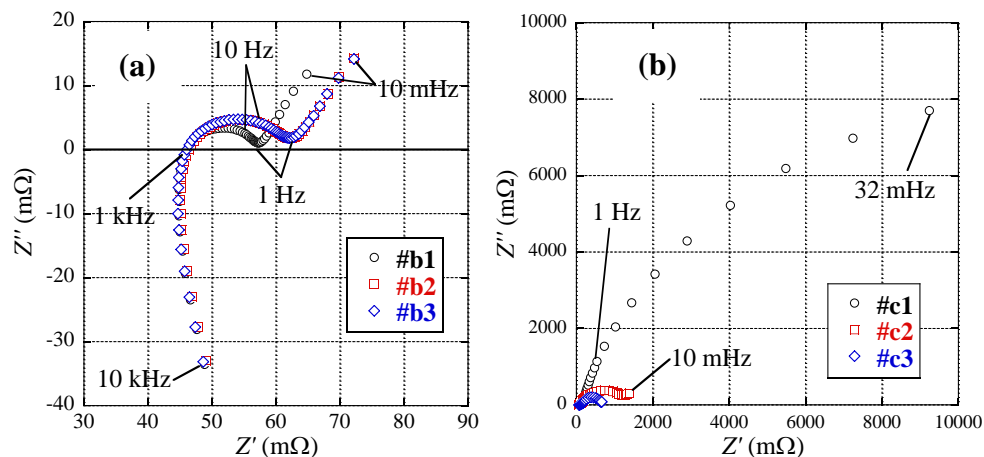 (a)
20
10
0
-10
-20
-30
-40
30
40
50
60
70
80
90
Z'' (mΩ)
Z' (mΩ)
10 Hz
10 mHz
1 Hz
1 kHz
10 kHz
#b1
#b2
#b3
(b)
10000
8000
6000
4000
2000
0
0
2000
4000
6000
8000
10000
Z'' (mΩ)
Z' (mΩ)
1 Hz
32 mHz
10 mHz
#c1
#c2
#c3